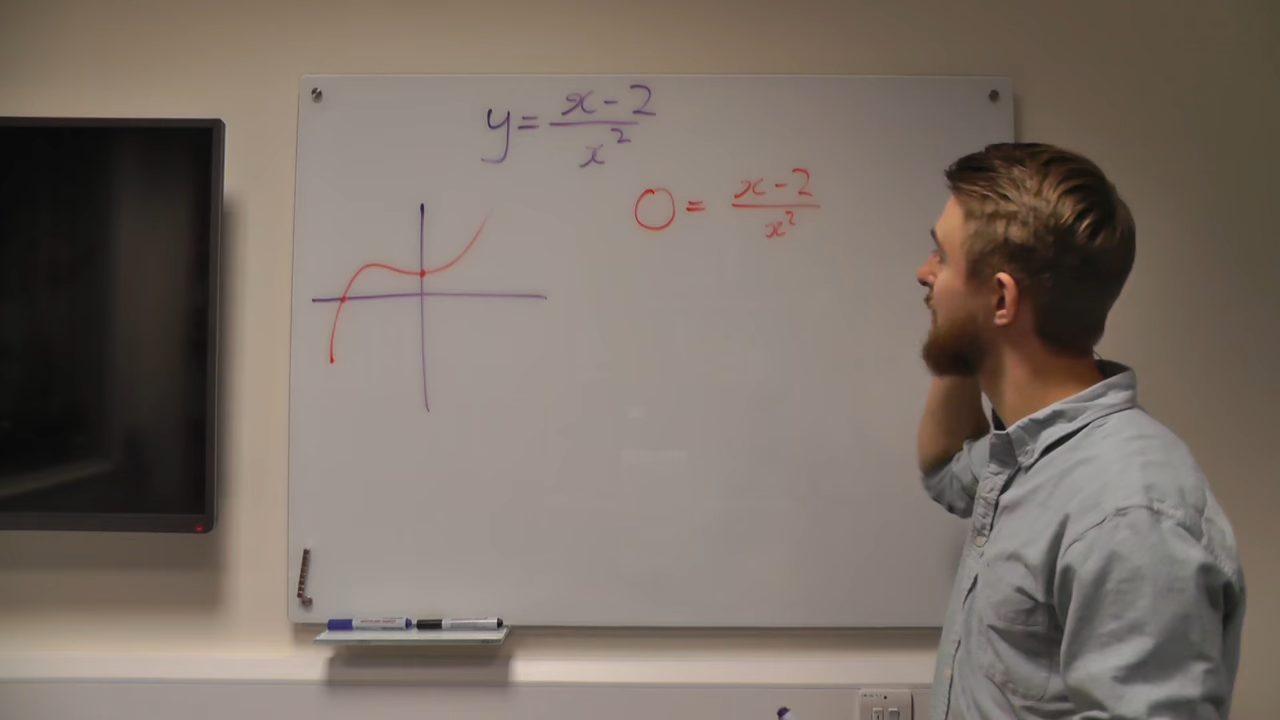 y = x-2/x²
0 = x-2/x²